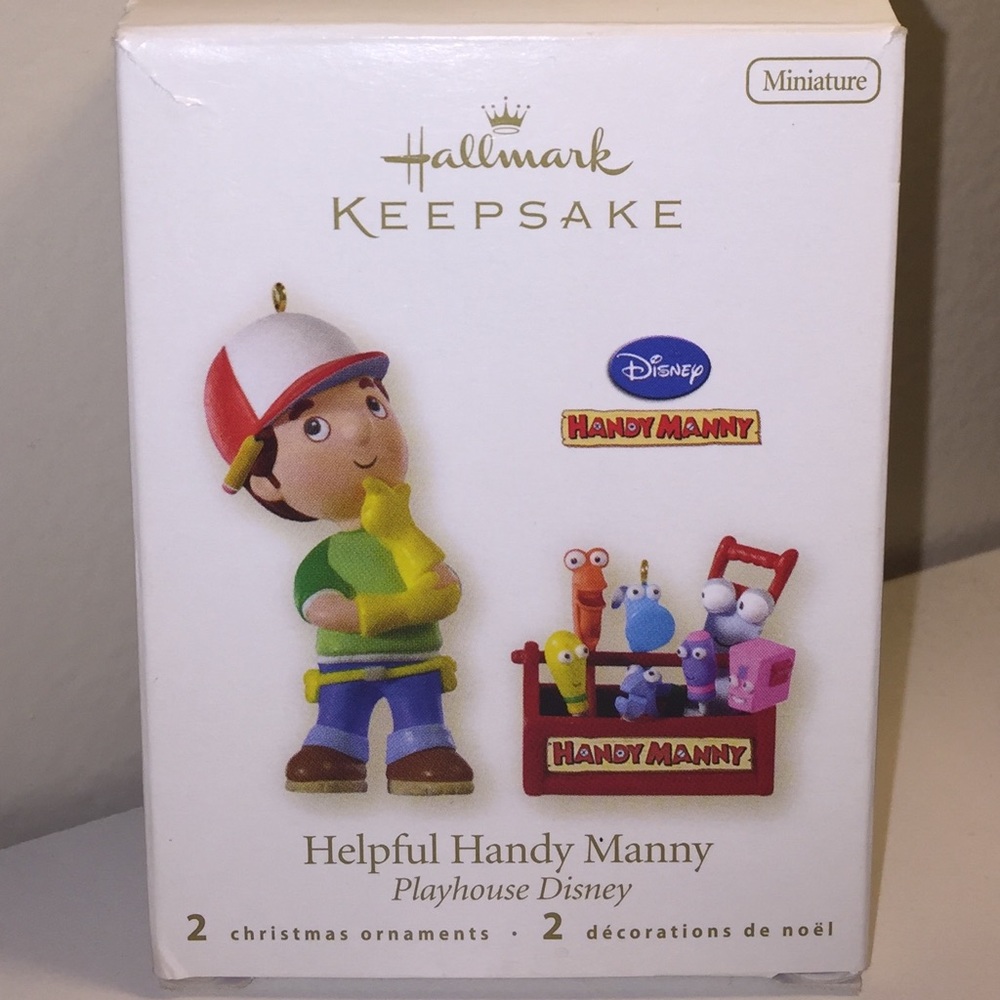 Miniature
Hallmark
KEEPSAKE
Disney
HANDY MANNY
HANDY MANNY
Helpful Handy Manny
Playhouse Disney
2 christmas ornaments · 2 décorations de noël